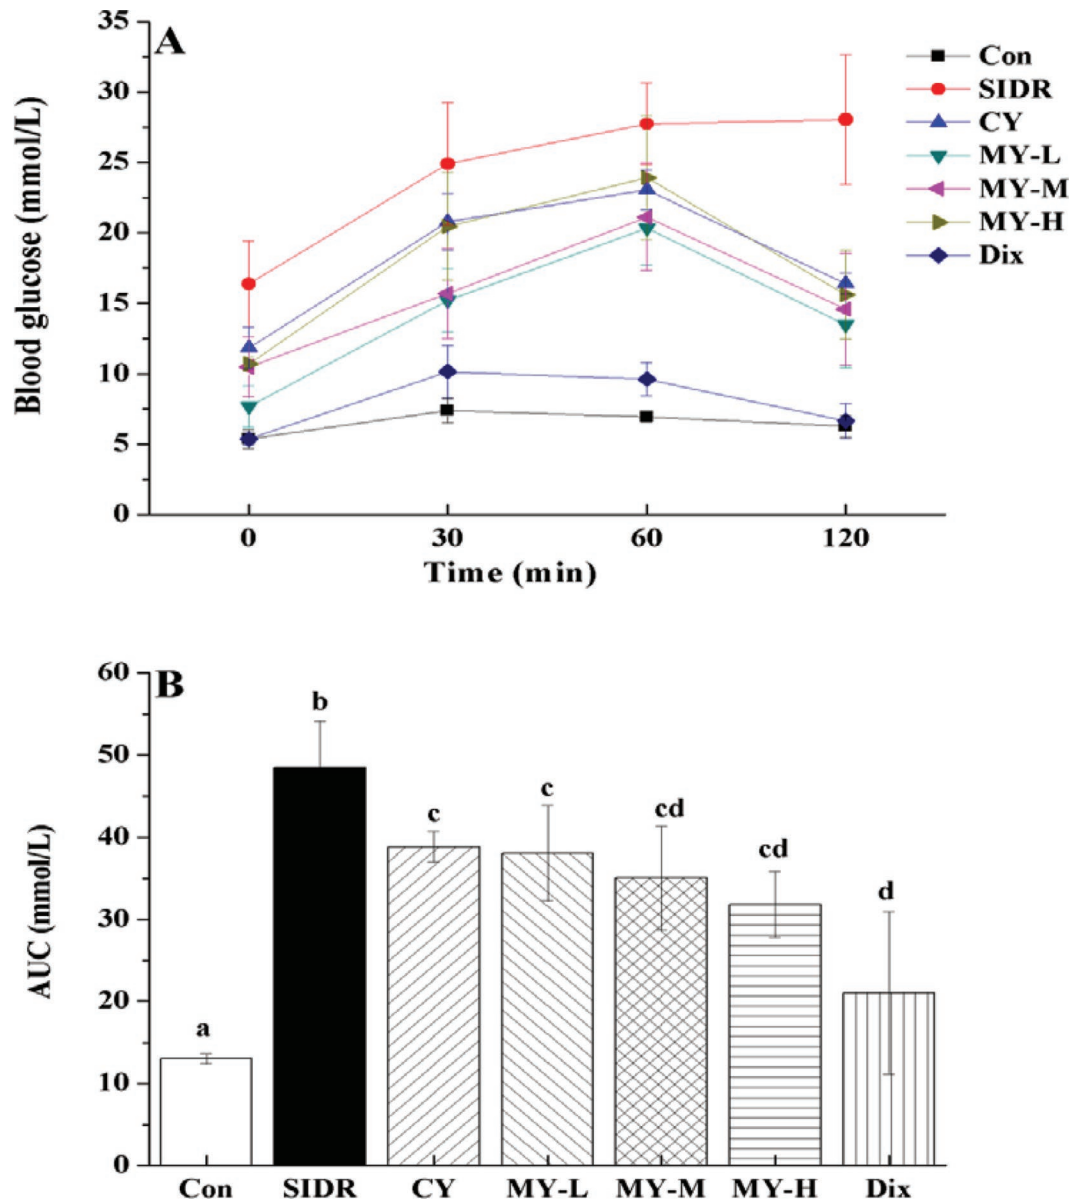 A
35
30
25
20
15
10
5
0
Blood glucose (mmol/L)
0 30 60 120
Time (min)
Con
SIDR
CY
MY-L
MY-M
MY-H
Dix
B
60
50
40
30
20
10
0
AUC (mmol/L)
a b c c cd cd d
Con SIDR CY MY-L MY-M MY-H Dix